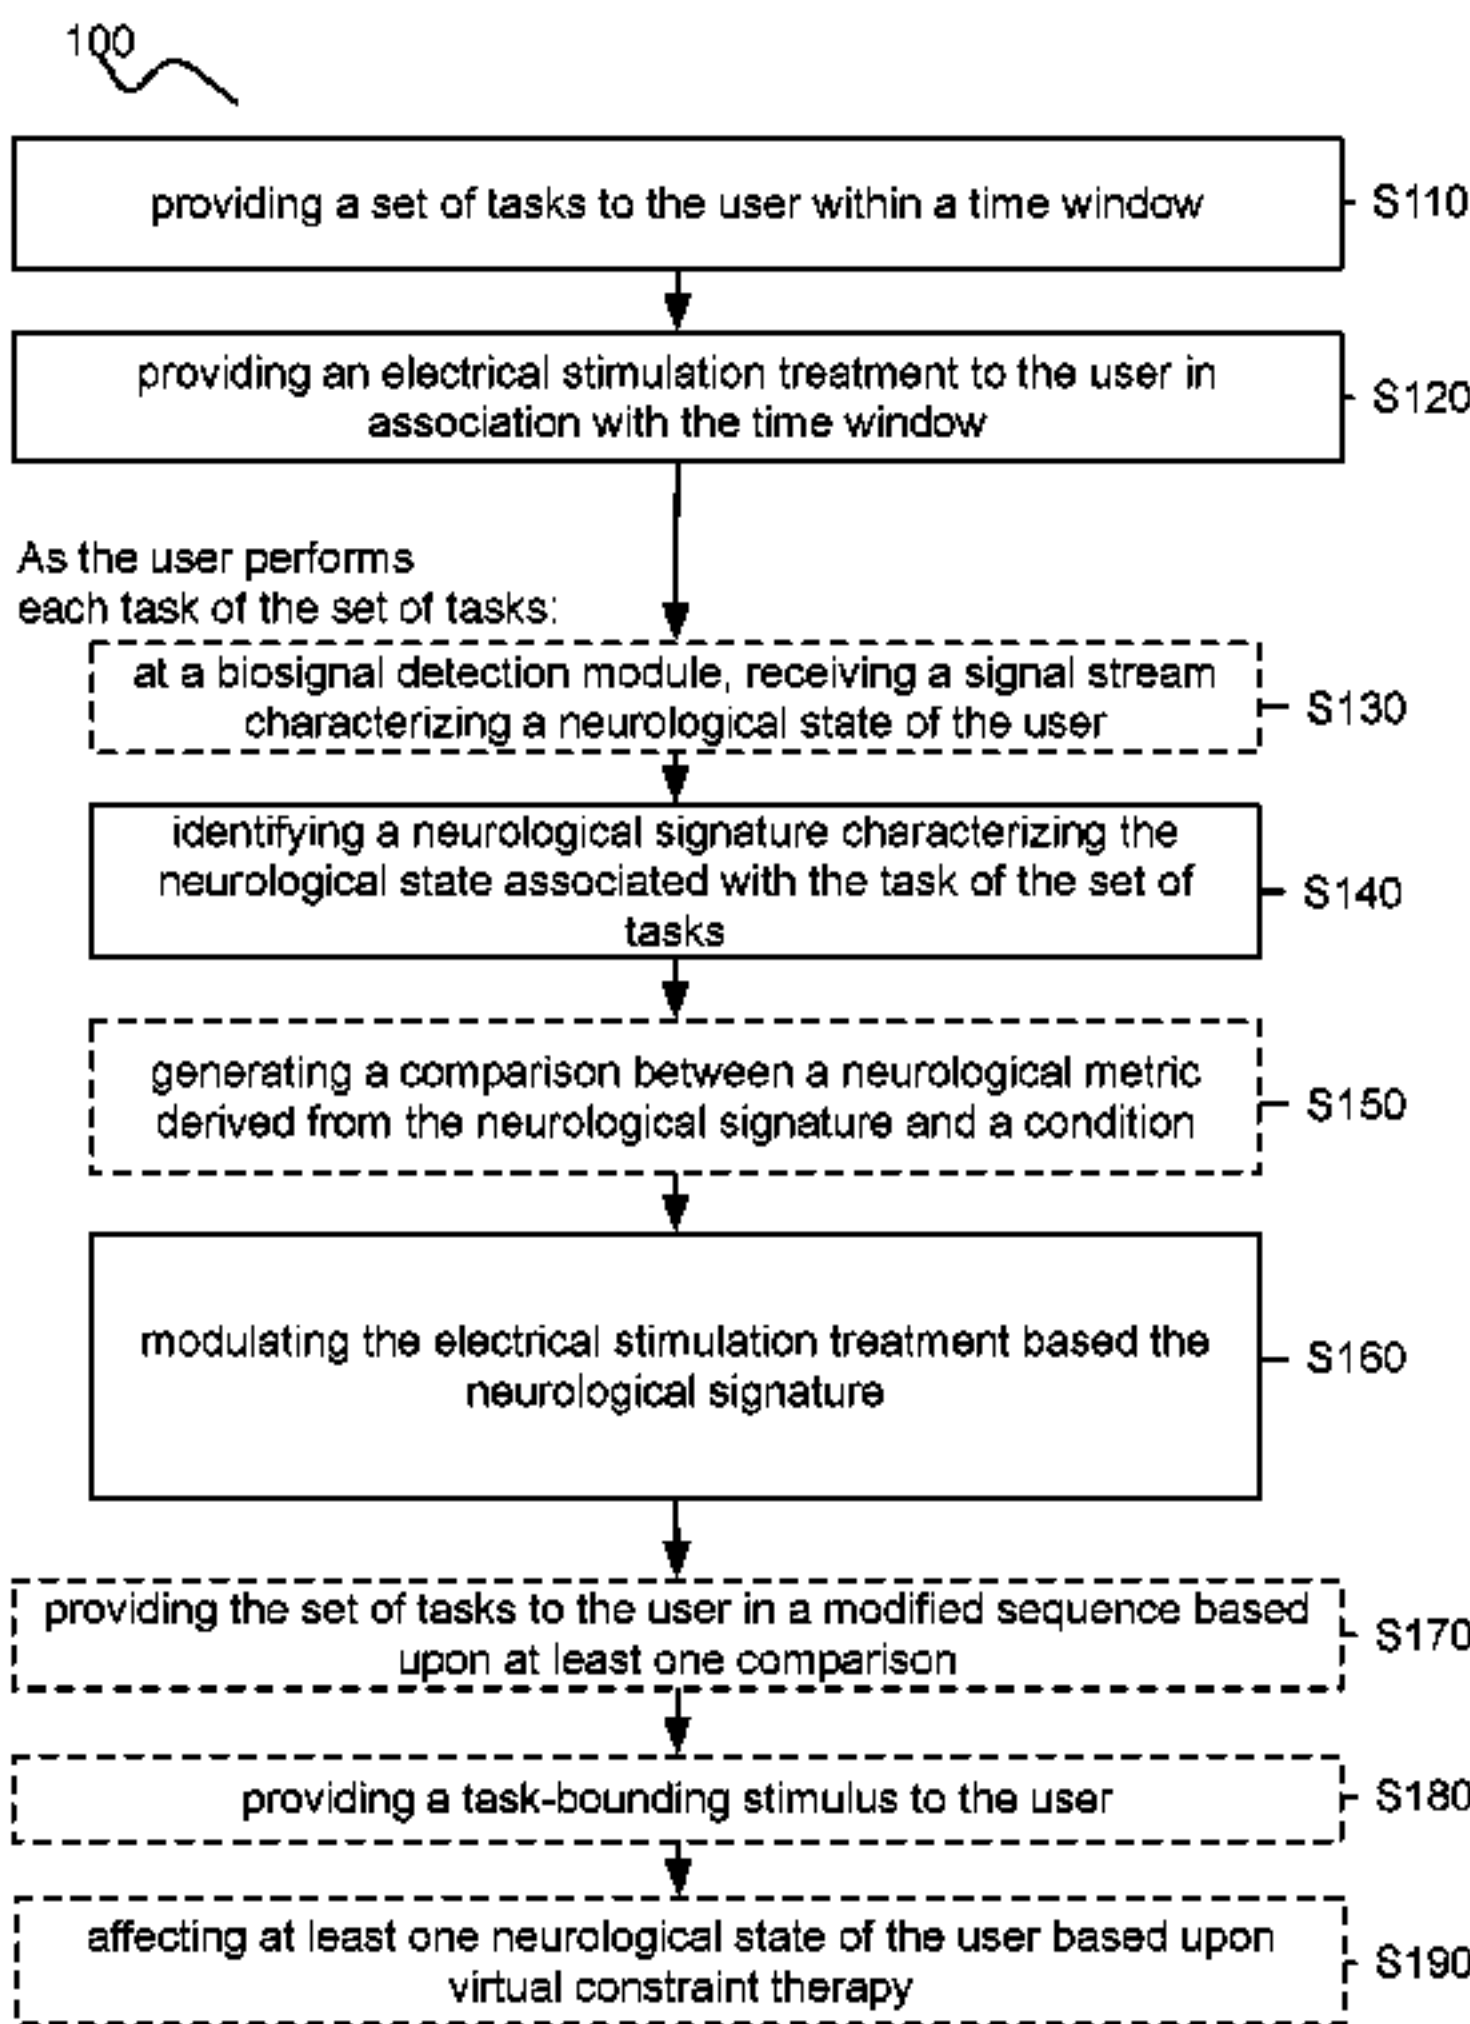 100
providing a set of tasks to the user within a time window
S110
providing an electrical stimulation treatment to the user in
association with the time window
S120
As the user performs
each task of the set of tasks:
at a biosignal detection module, receiving a signal stream
characterizing a neurological state of the user
S130
identifying a neurological signature characterizing the
neurological state associated with the task of the set of
tasks
S140
generating a comparison between a neurological metric
derived from the neurological signature and a condition
S150
modulating the electrical stimulation treatment based the
neurological signature
S160
providing the set of tasks to the user in a modified sequence based
upon at least one comparison
S170
providing a task-bounding stimulus to the user
S180
affecting at least one neurological state of the user based upon
virtual constraint therapy
S190